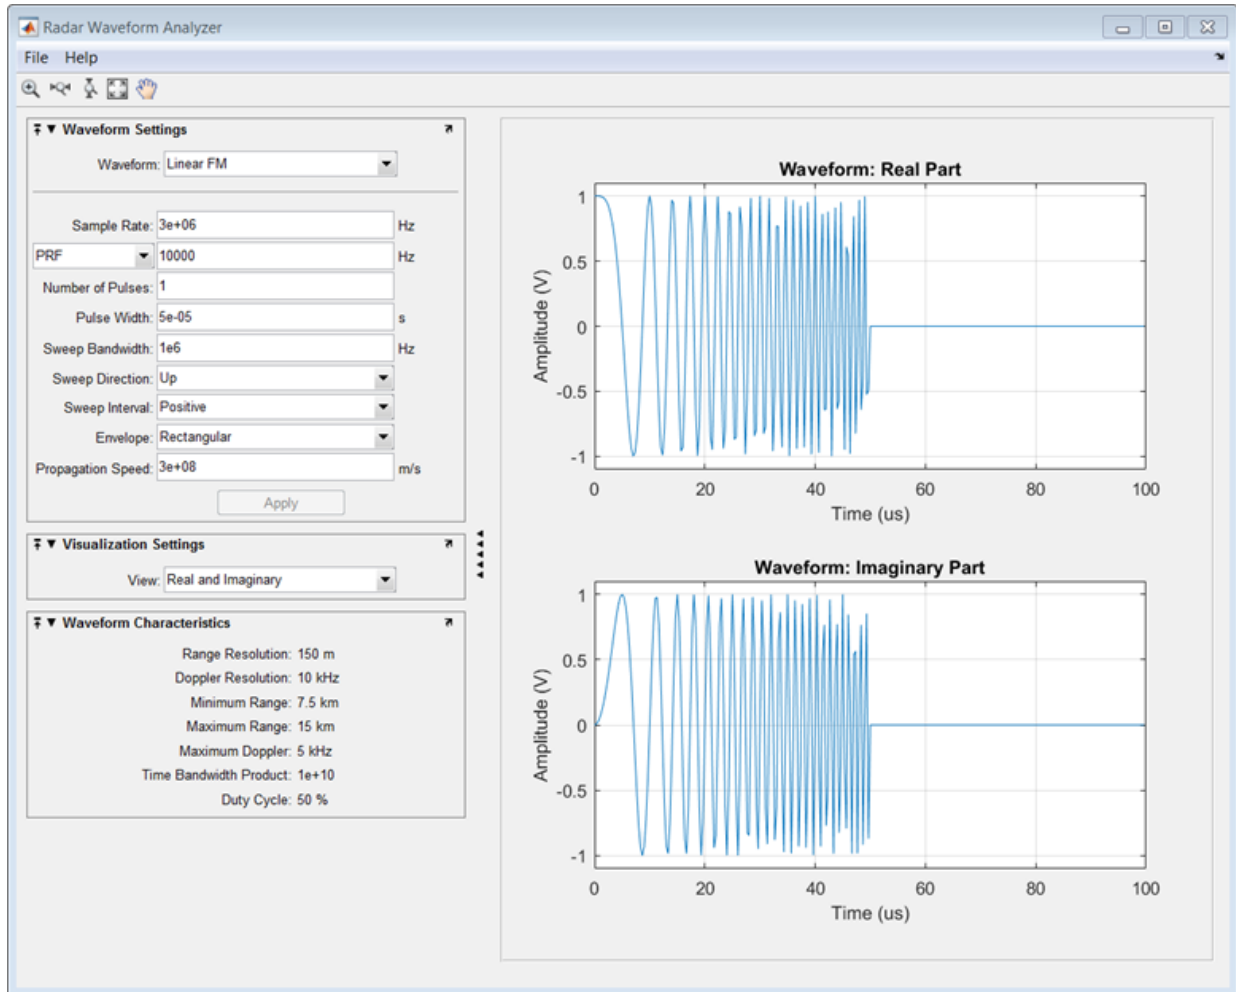 Radar Waveform Analyzer
File Help
Waveform Settings
Waveform: Linear FM
Sample Rate: 3e+06 Hz
PRF 10000 Hz
Number of Pulses: 1
Pulse Width: 5e-05 s
Sweep Bandwidth: 1e6 Hz
Sweep Direction: Up
Sweep Interval: Positive
Envelope: Rectangular
Propagation Speed: 3e+08 m/s
Apply
Visualization Settings
View: Real and Imaginary
Waveform Characteristics
Range Resolution: 150 m
Doppler Resolution: 10 kHz
Minimum Range: 7.5 km
Maximum Range: 15 km
Maximum Doppler: 5 kHz
Time Bandwidth Product: 1e+10
Duty Cycle: 50 %
Waveform: Real Part
Amplitude (V)
1
0.5
0
-0.5
-1
0 20 40 60 80 100
Time (us)
Waveform: Imaginary Part
Amplitude (V)
1
0.5
0
-0.5
-1
0 20 40 60 80 100
Time (us)